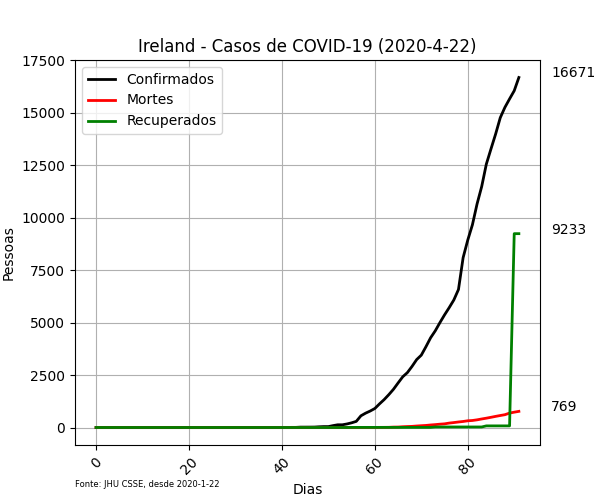 Ireland - Casos de COVID-19 (2020-4-22)
17500
15000
12500
10000
7500
5000
2500
0
Pessoas
Confirmados
Mortes
Recuperados
16671
9233
769
0
20
40
60
80
Dias
Fonte: JHU CSSE, desde 2020-1-22